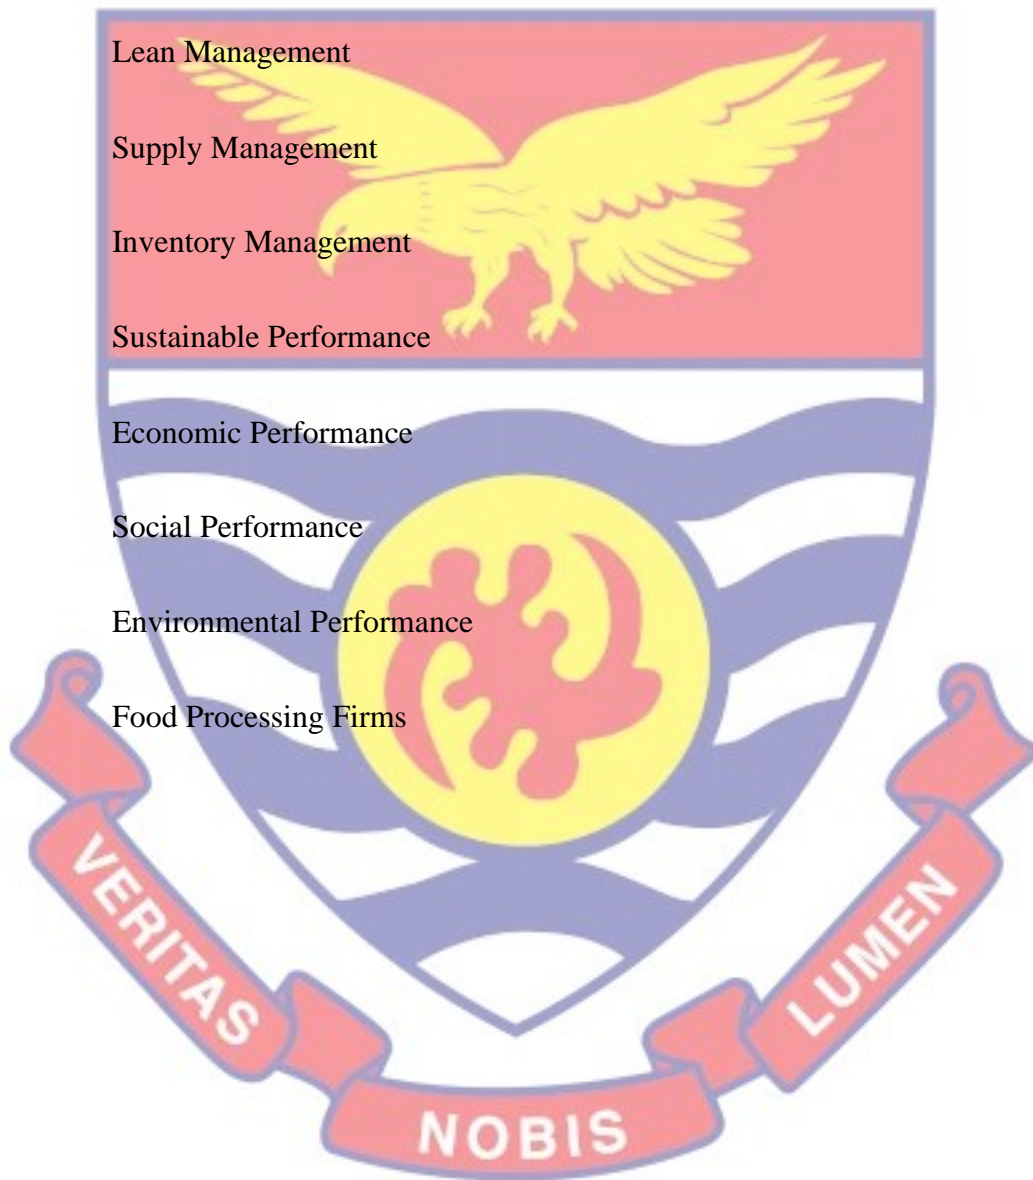 Lean Management
Supply Management
Inventory Management
Sustainable Performance
Economic Performance
Social Performance
Environmental Performance
Food Processing Firms
VERITAS
NOBIS
LUMEN